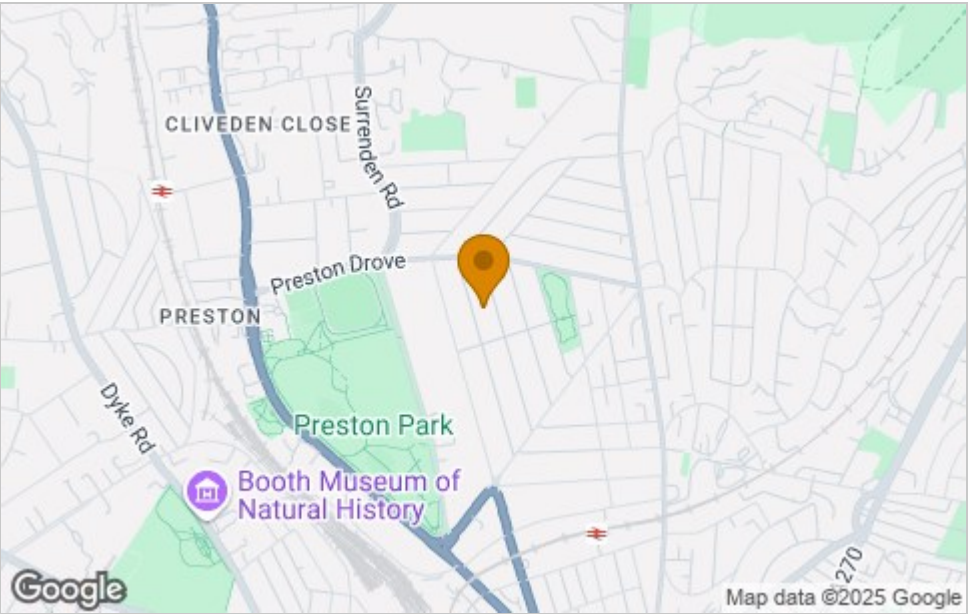 CLIVEDEN CLOSE
Surrenden Rd
Preston Drove
PRESTON
Dyke Rd
Preston Park
Booth Museum of
Natural History
270
Google
Map data ©2025 Google